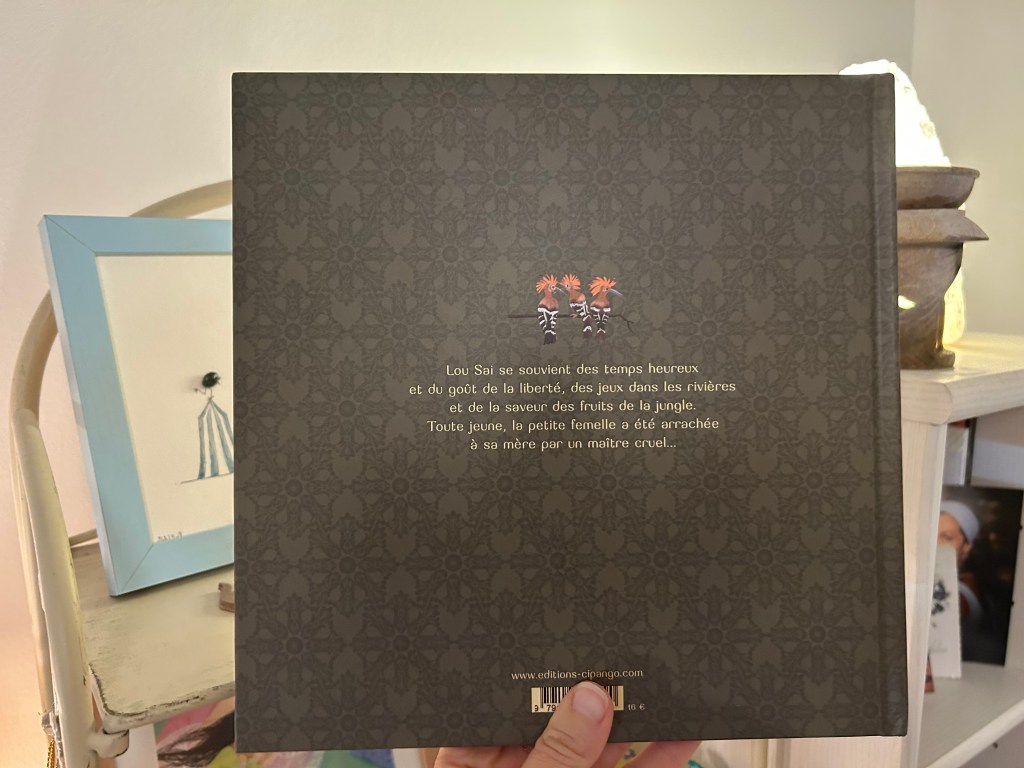 Lou Sai se souvient des temps heureux
et du goût de la liberté, des jeux dans les rivières
et de la saveur des fruits de la jungle.
Toute jeune, la petite femelle a été arrachée
à sa mère par un maître cruel...
www.editions-cipango.com
9 79
16 €